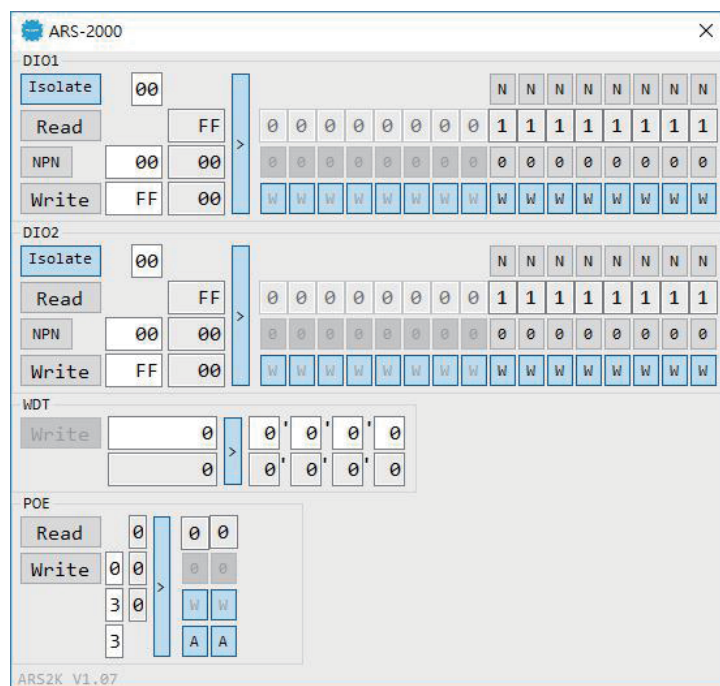 ARS-2000
DIO1
Isolate 00 N N N N N N N N
Read FF > 0 0 0 0 0 0 0 0 1 1 1 1 1 1 1 1
NPN 00 00 0 0 0 0 0 0 0 0 0 0 0 0 0 0 0 0
Write FF 00 W W W W W W W W W W W W W W W W
DIO2
Isolate 00 N N N N N N N N
Read FF > 0 0 0 0 0 0 0 0 1 1 1 1 1 1 1 1
NPN 00 00 0 0 0 0 0 0 0 0 0 0 0 0 0 0 0 0
Write FF 00 W W W W W W W W W W W W W W W W
WDT
Write 0 > 0 ' 0 ' 0 ' 0
0 0 ' 0 ' 0 ' 0
POE
Read 0 0 0
Write 0 0 > 0 0
3 0 W W
3 A A
ARS2K V1.07